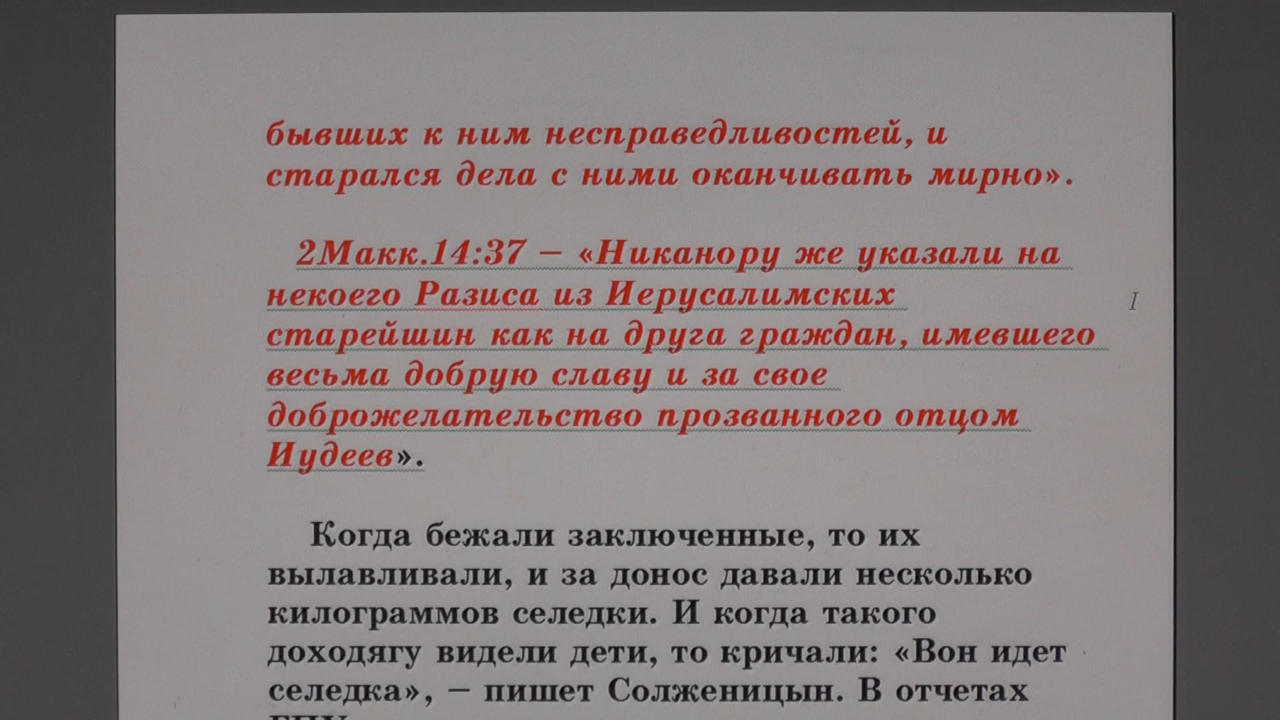 бывших к ним несправедливостей, и
старался дела с ними оканчивать мирно».
2Макк.14:37 – «Никанору же указали на
некоего Разиса из Иерусалимских
старейшин как на друга граждан, имевшего
весьма добрую славу и за свое
доброжелательство прозванного отцом
Иудеев».
Когда бежали заключенные, то их
вылавливали, и за донос давали несколько
килограммов селедки. И когда такого
доходягу видели дети, то кричали: «Вон идет
селедка», – пишет Солженицын. В отчетах